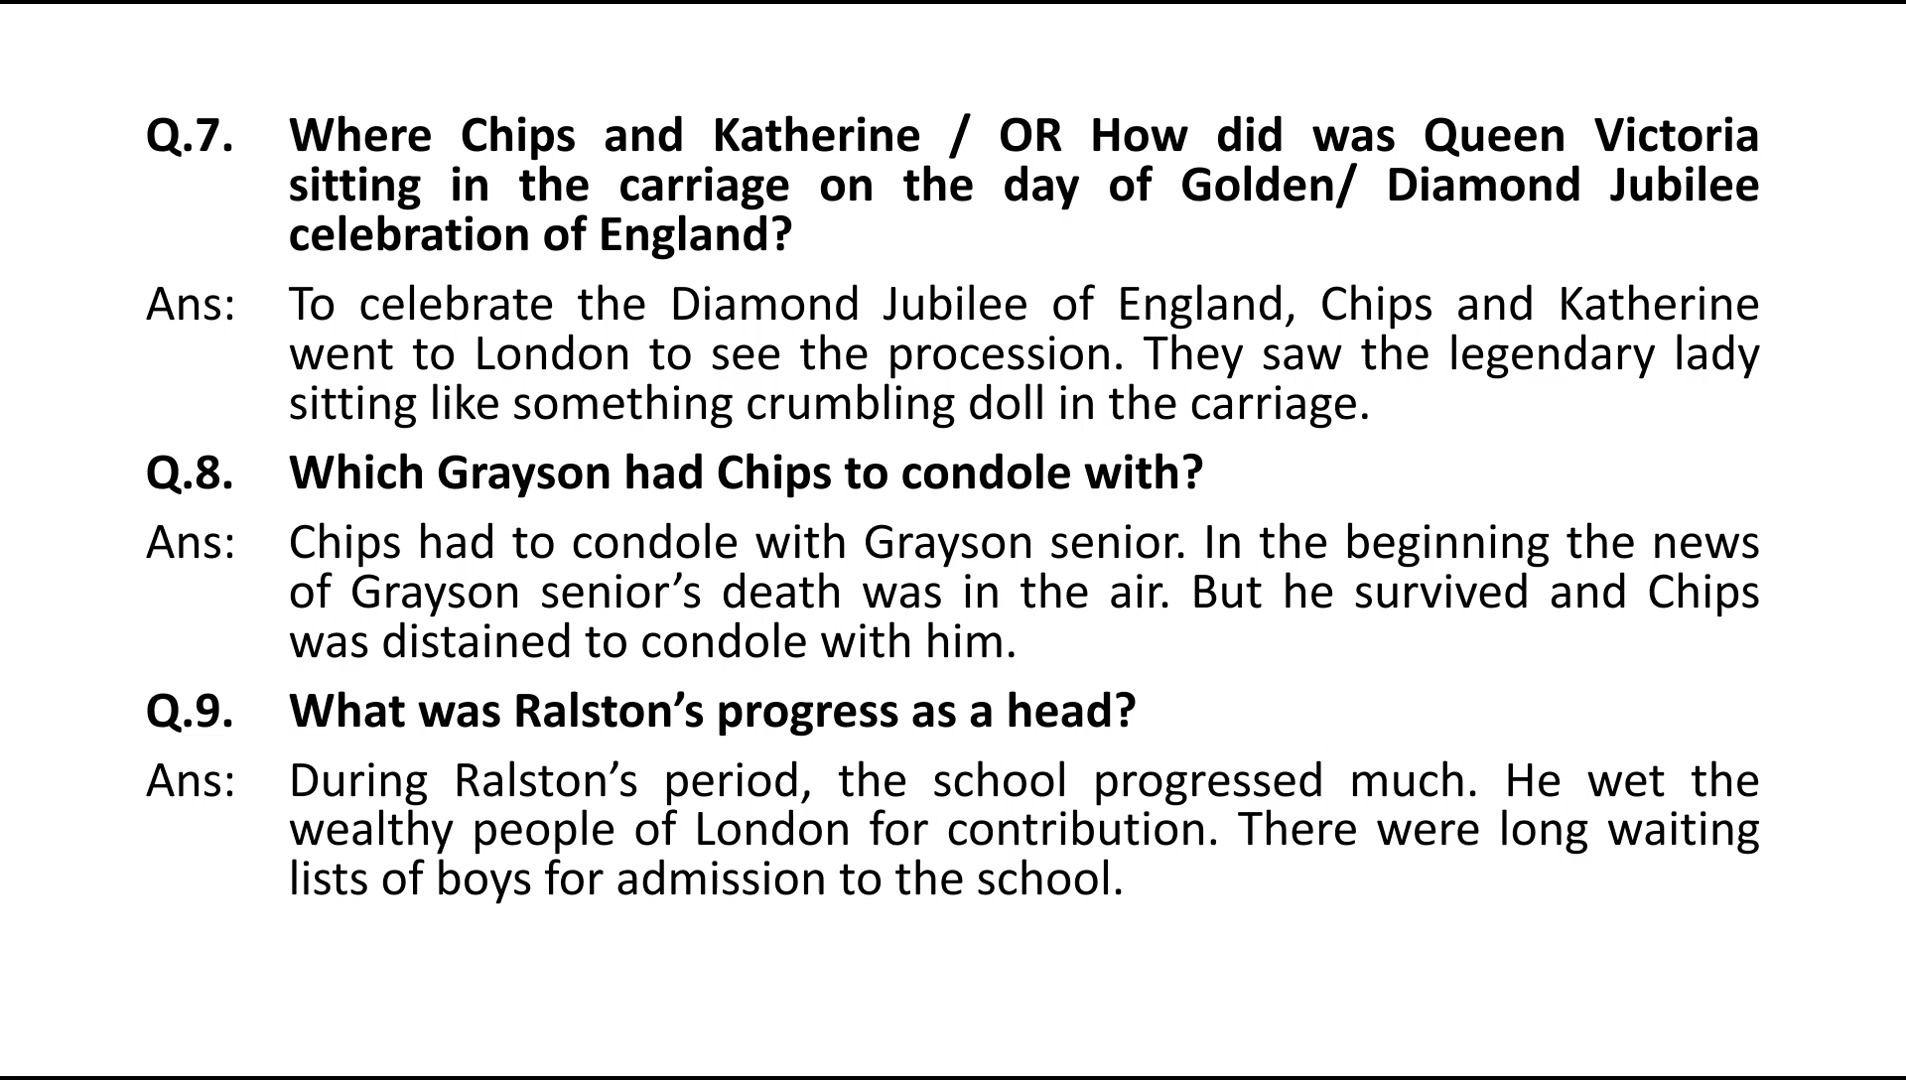 Q.7. Where Chips and Katherine / OR How did was Queen Victoria
sitting in the carriage on the day of Golden/ Diamond Jubilee
celebration of England?
Ans: To celebrate the Diamond Jubilee of England, Chips and Katherine
went to London to see the procession. They saw the legendary lady
sitting like something crumbling doll in the carriage.
Q.8. Which Grayson had Chips to condole with?
Ans: Chips had to condole with Grayson senior. In the beginning the news
of Grayson senior’s death was in the air. But he survived and Chips
was distained to condole with him.
Q.9. What was Ralston’s progress as a head?
Ans: During Ralston’s period, the school progressed much. He wet the
wealthy people of London for contribution. There were long waiting
lists of boys for admission to the school.